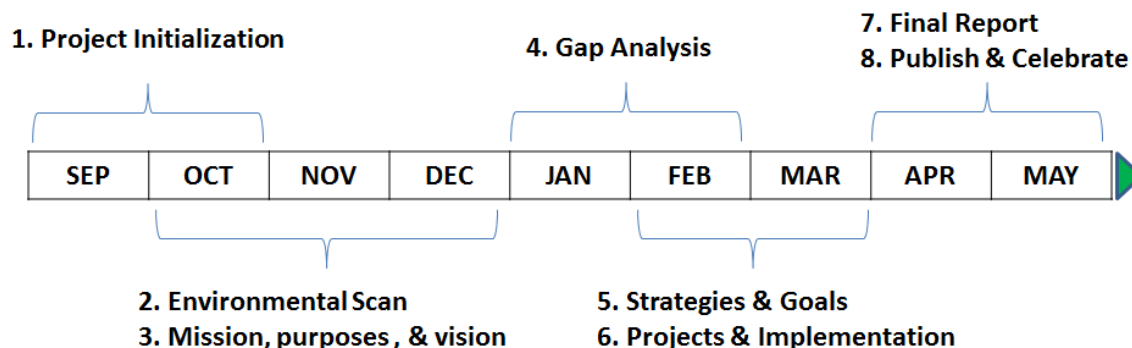 1. Project Initialization
4. Gap Analysis
7. Final Report
8. Publish & Celebrate
SEP OCT NOV DEC JAN FEB MAR APR MAY
2. Environmental Scan
3. Mission, purposes , & vision
5. Strategies & Goals
6. Projects & Implementation